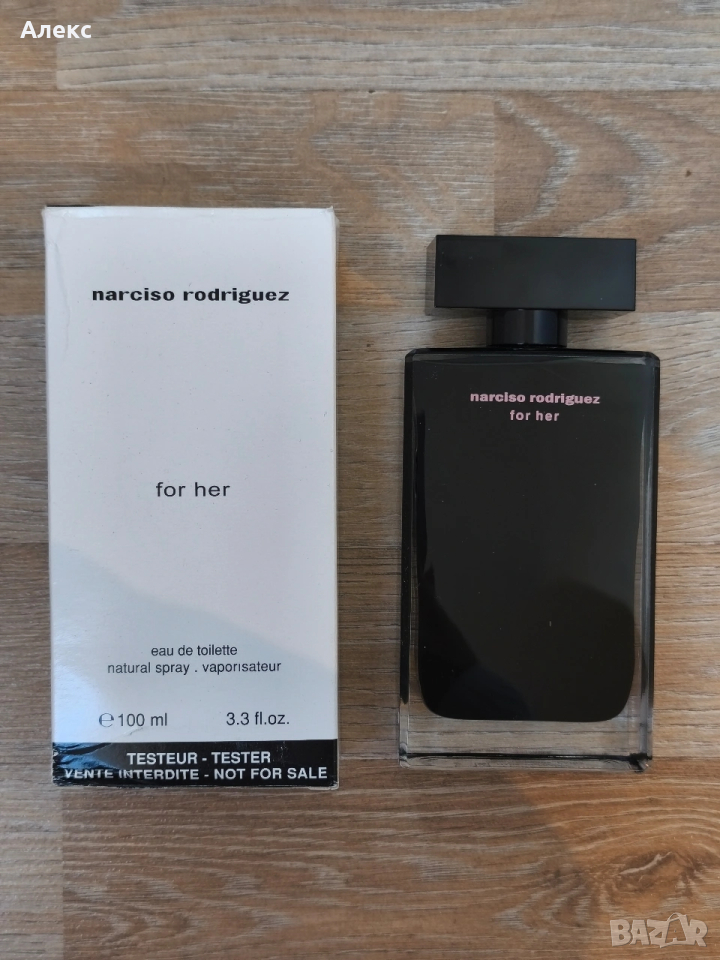 Алекс
narciso rodriguez
for her
eau de toilette
natural spray . vaporisateur
℮ 100 ml 3.3 fl.oz.
TESTEUR - TESTER
VENTE INTERDITE - NOT FOR SALE
narciso rodriguez
for her
BAZAR